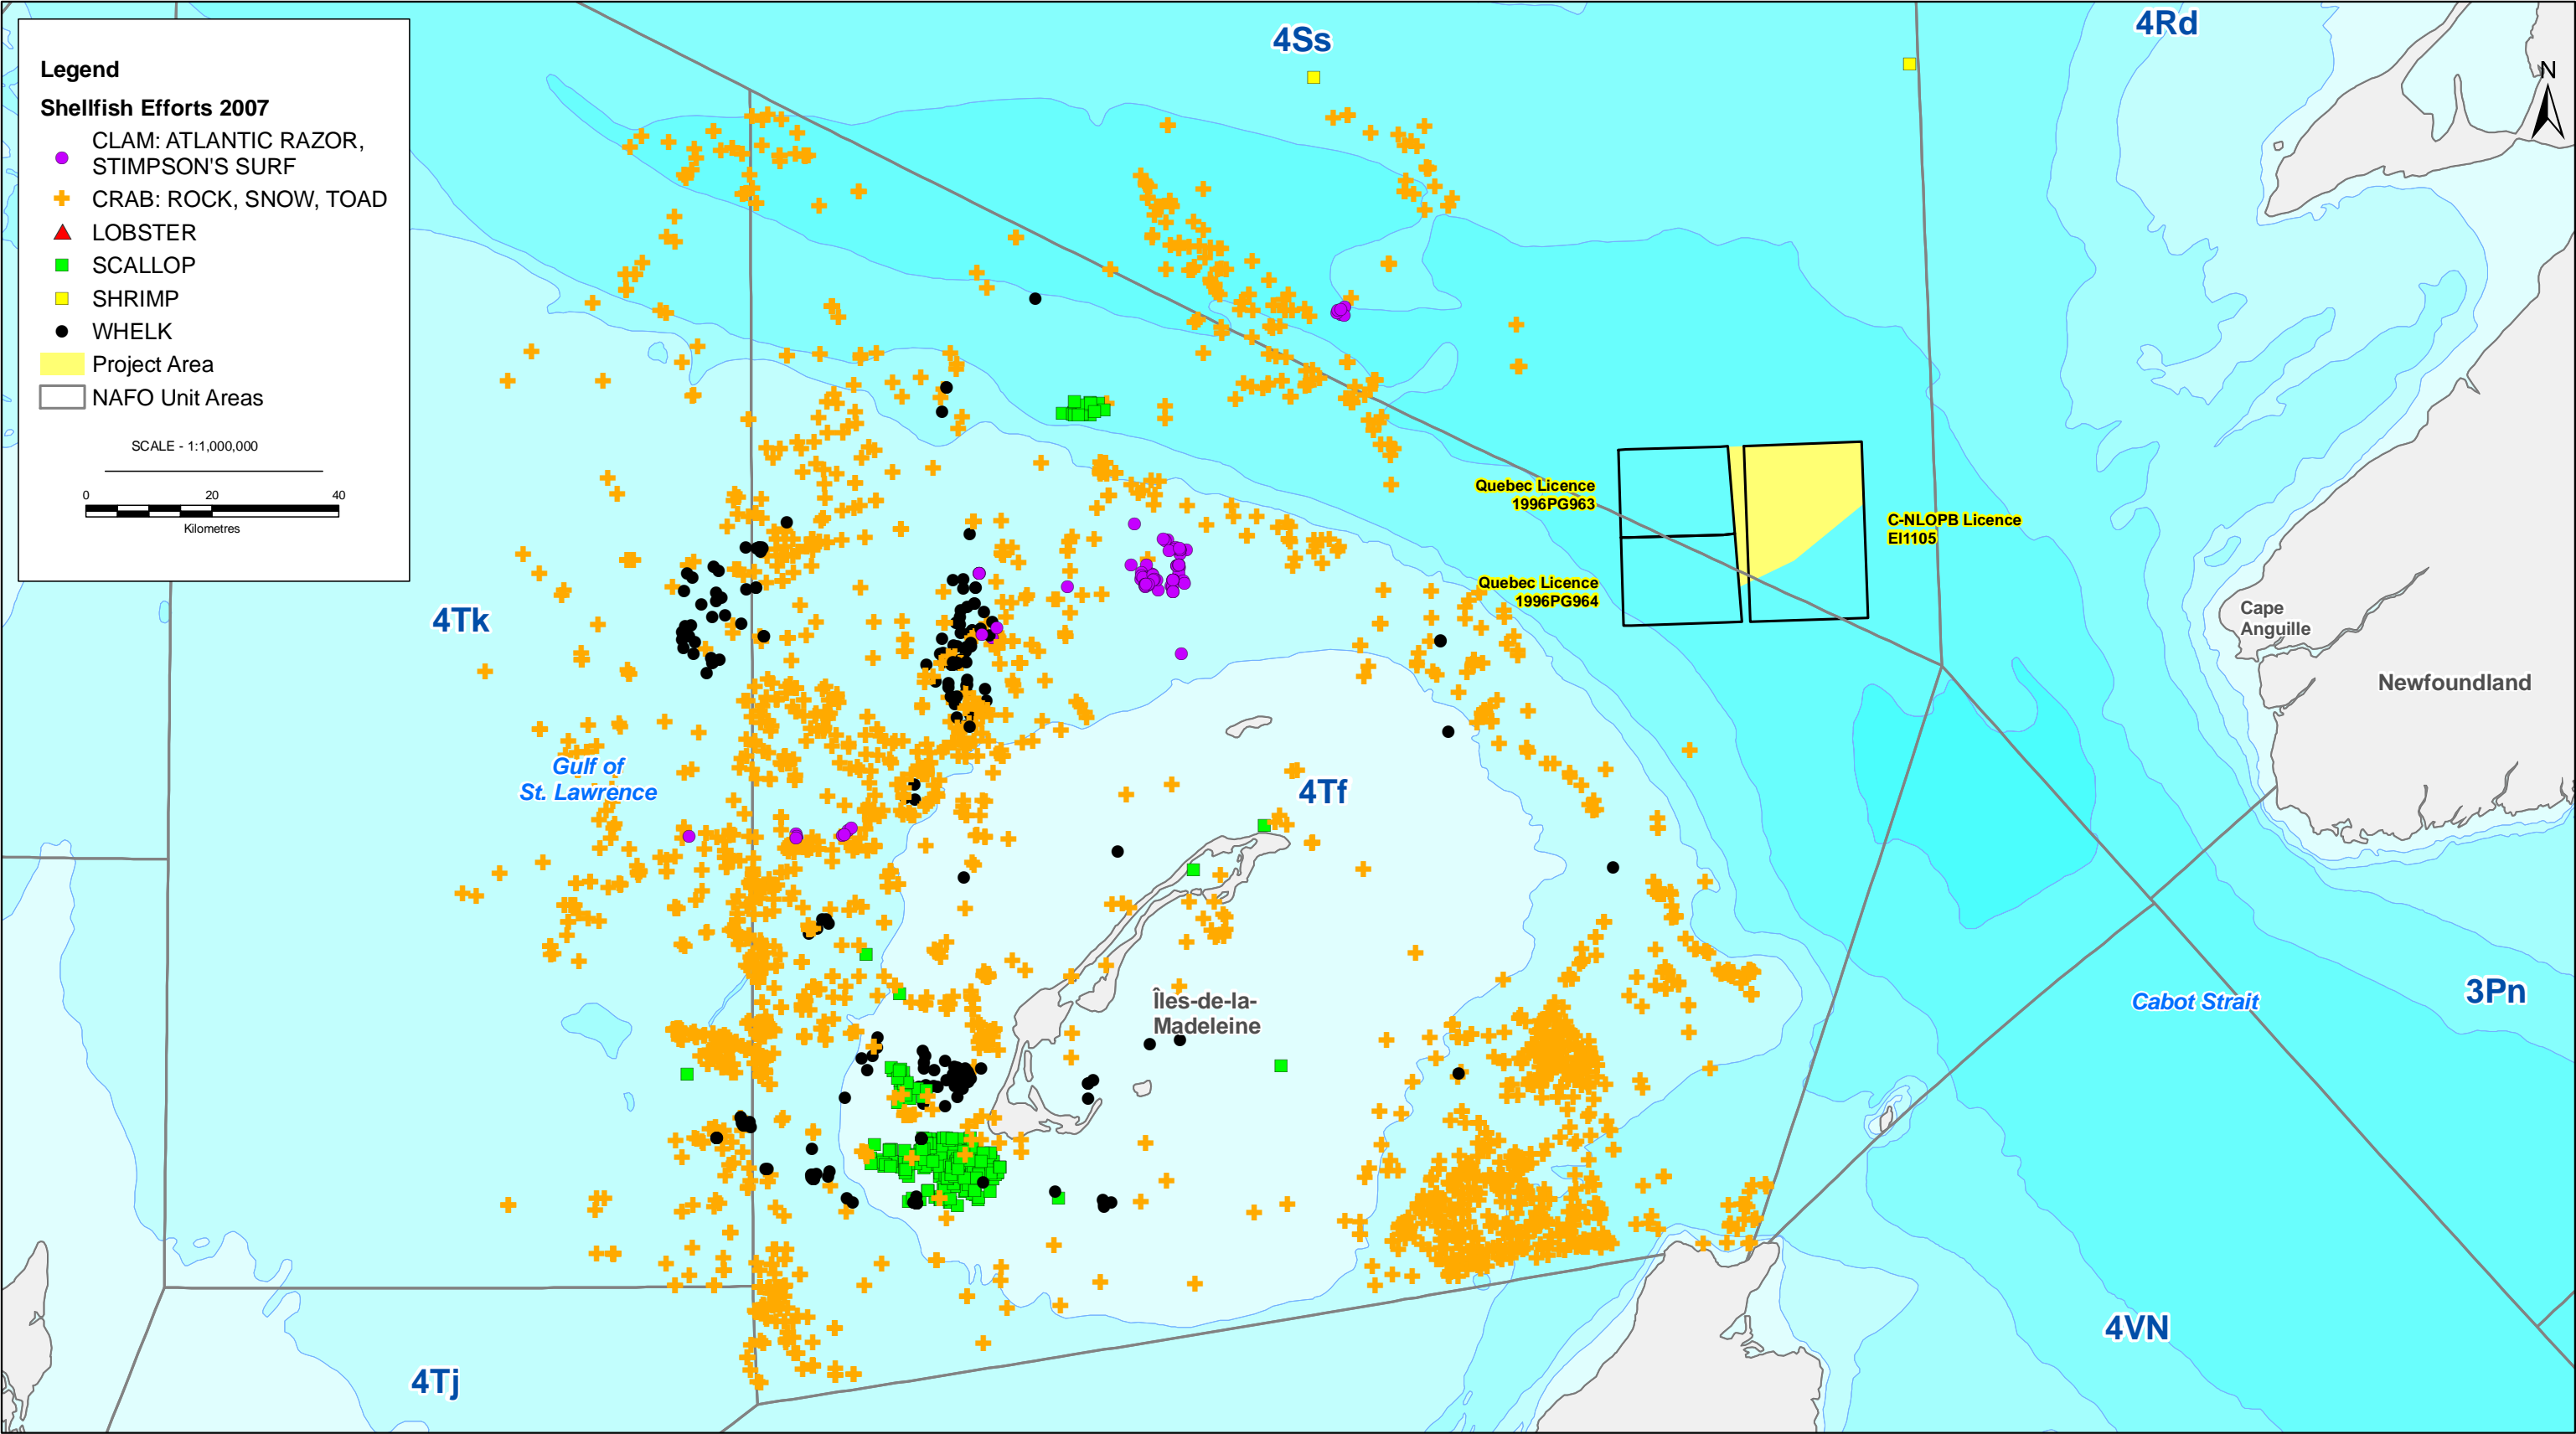 Legend
Shellfish Efforts 2007
CLAM: ATLANTIC RAZOR,
STIMPSON'S SURF
CRAB: ROCK, SNOW, TOAD
LOBSTER
SCALLOP
SHRIMP
WHELK
Project Area
NAFO Unit Areas
SCALE - 1:1,000,000
0 20 40
Kilometres
4Ss
4Rd
N
Quebec Licence
1996PG963
C-NLOPB Licence
EI1105
Quebec Licence
1996PG964
4Tk
Cape
Anguille
Newfoundland
Gulf of
St. Lawrence
4Tf
Îles-de-la-
Madeleine
Cabot Strait
3Pn
4VN
4Tj